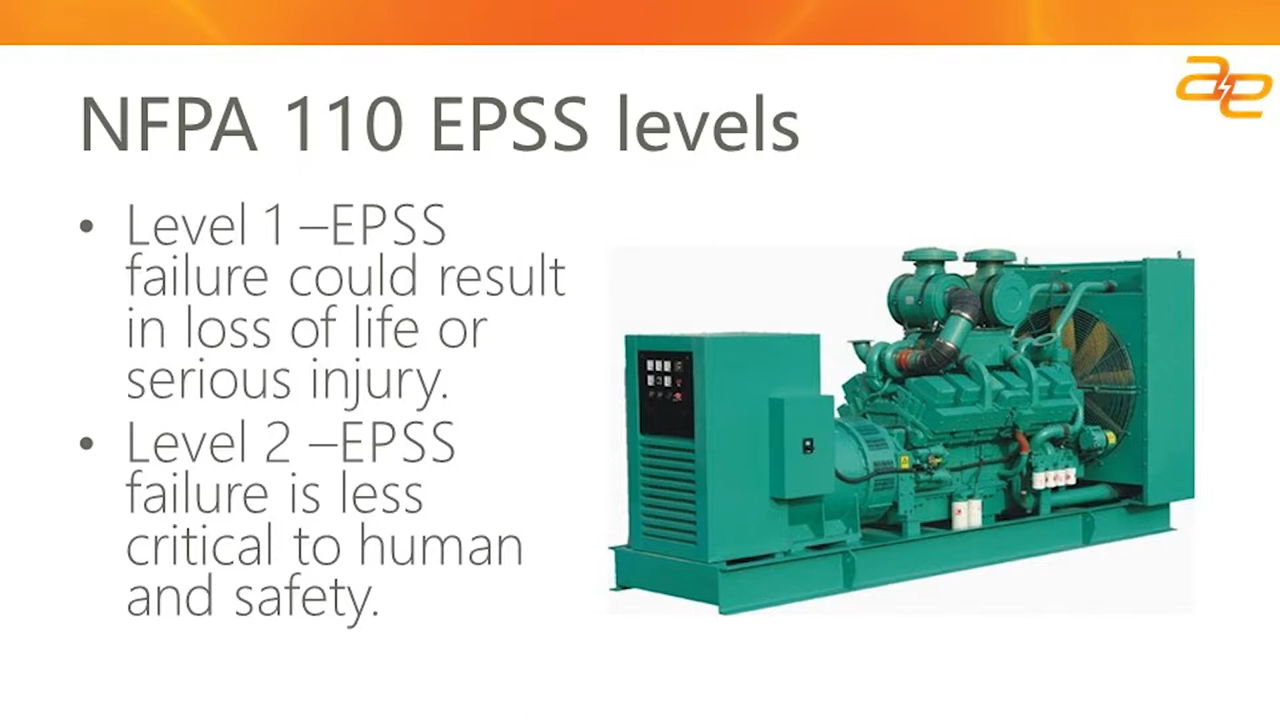 ae
NFPA 110 EPSS levels
• Level 1 –EPSS
failure could result
in loss of life or
serious injury.
• Level 2 –EPSS
failure is less
critical to human
and safety.